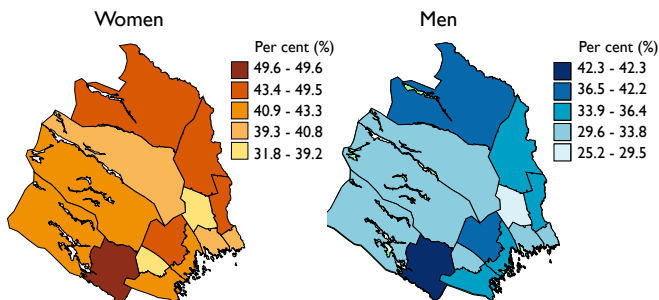 Women
Per cent (%)
49.6 - 49.6
43.4 - 49.5
40.9 - 43.3
39.3 - 40.8
31.8 - 39.2
Men
Per cent (%)
42.3 - 42.3
36.5 - 42.2
33.9 - 36.4
29.6 - 33.8
25.2 - 29.5